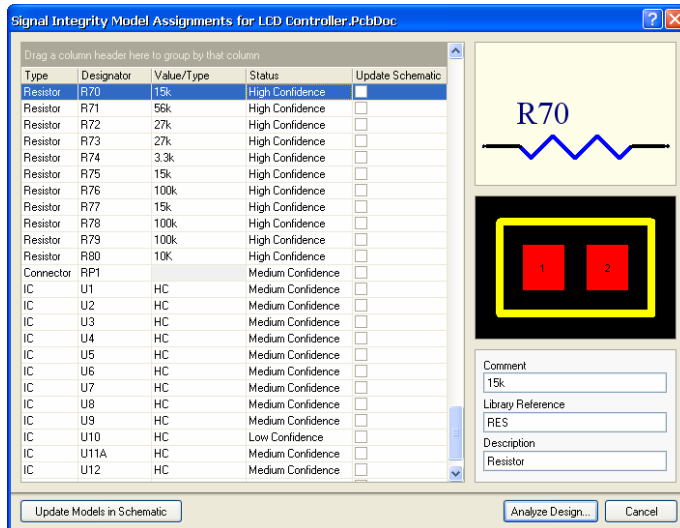 Signal Integrity Model Assignments for LCD Controller.PcbDoc
Drag a column header here to group by that column
Type Designator Value/Type Status Update Schematic
Resistor R70 15k High Confidence
Resistor R71 56k High Confidence
Resistor R72 27k High Confidence
Resistor R73 27k High Confidence
Resistor R74 3.3k High Confidence
Resistor R75 15k High Confidence
Resistor R76 100k High Confidence
Resistor R77 15k High Confidence
Resistor R78 100k High Confidence
Resistor R79 100k High Confidence
Resistor R80 10K High Confidence
Connector RP1 Medium Confidence
IC U1 HC Medium Confidence
IC U2 HC Medium Confidence
IC U3 HC Medium Confidence
IC U4 HC Medium Confidence
IC U5 HC Medium Confidence
IC U6 HC Medium Confidence
IC U7 HC Medium Confidence
IC U8 HC Medium Confidence
IC U9 HC Medium Confidence
IC U10 HC Low Confidence
IC U11A HC Medium Confidence
IC U12 HC Medium Confidence
R70
1 2
Comment
15k
Library Reference
RES
Description
Resistor
Update Models in Schematic
Analyze Design...
Cancel